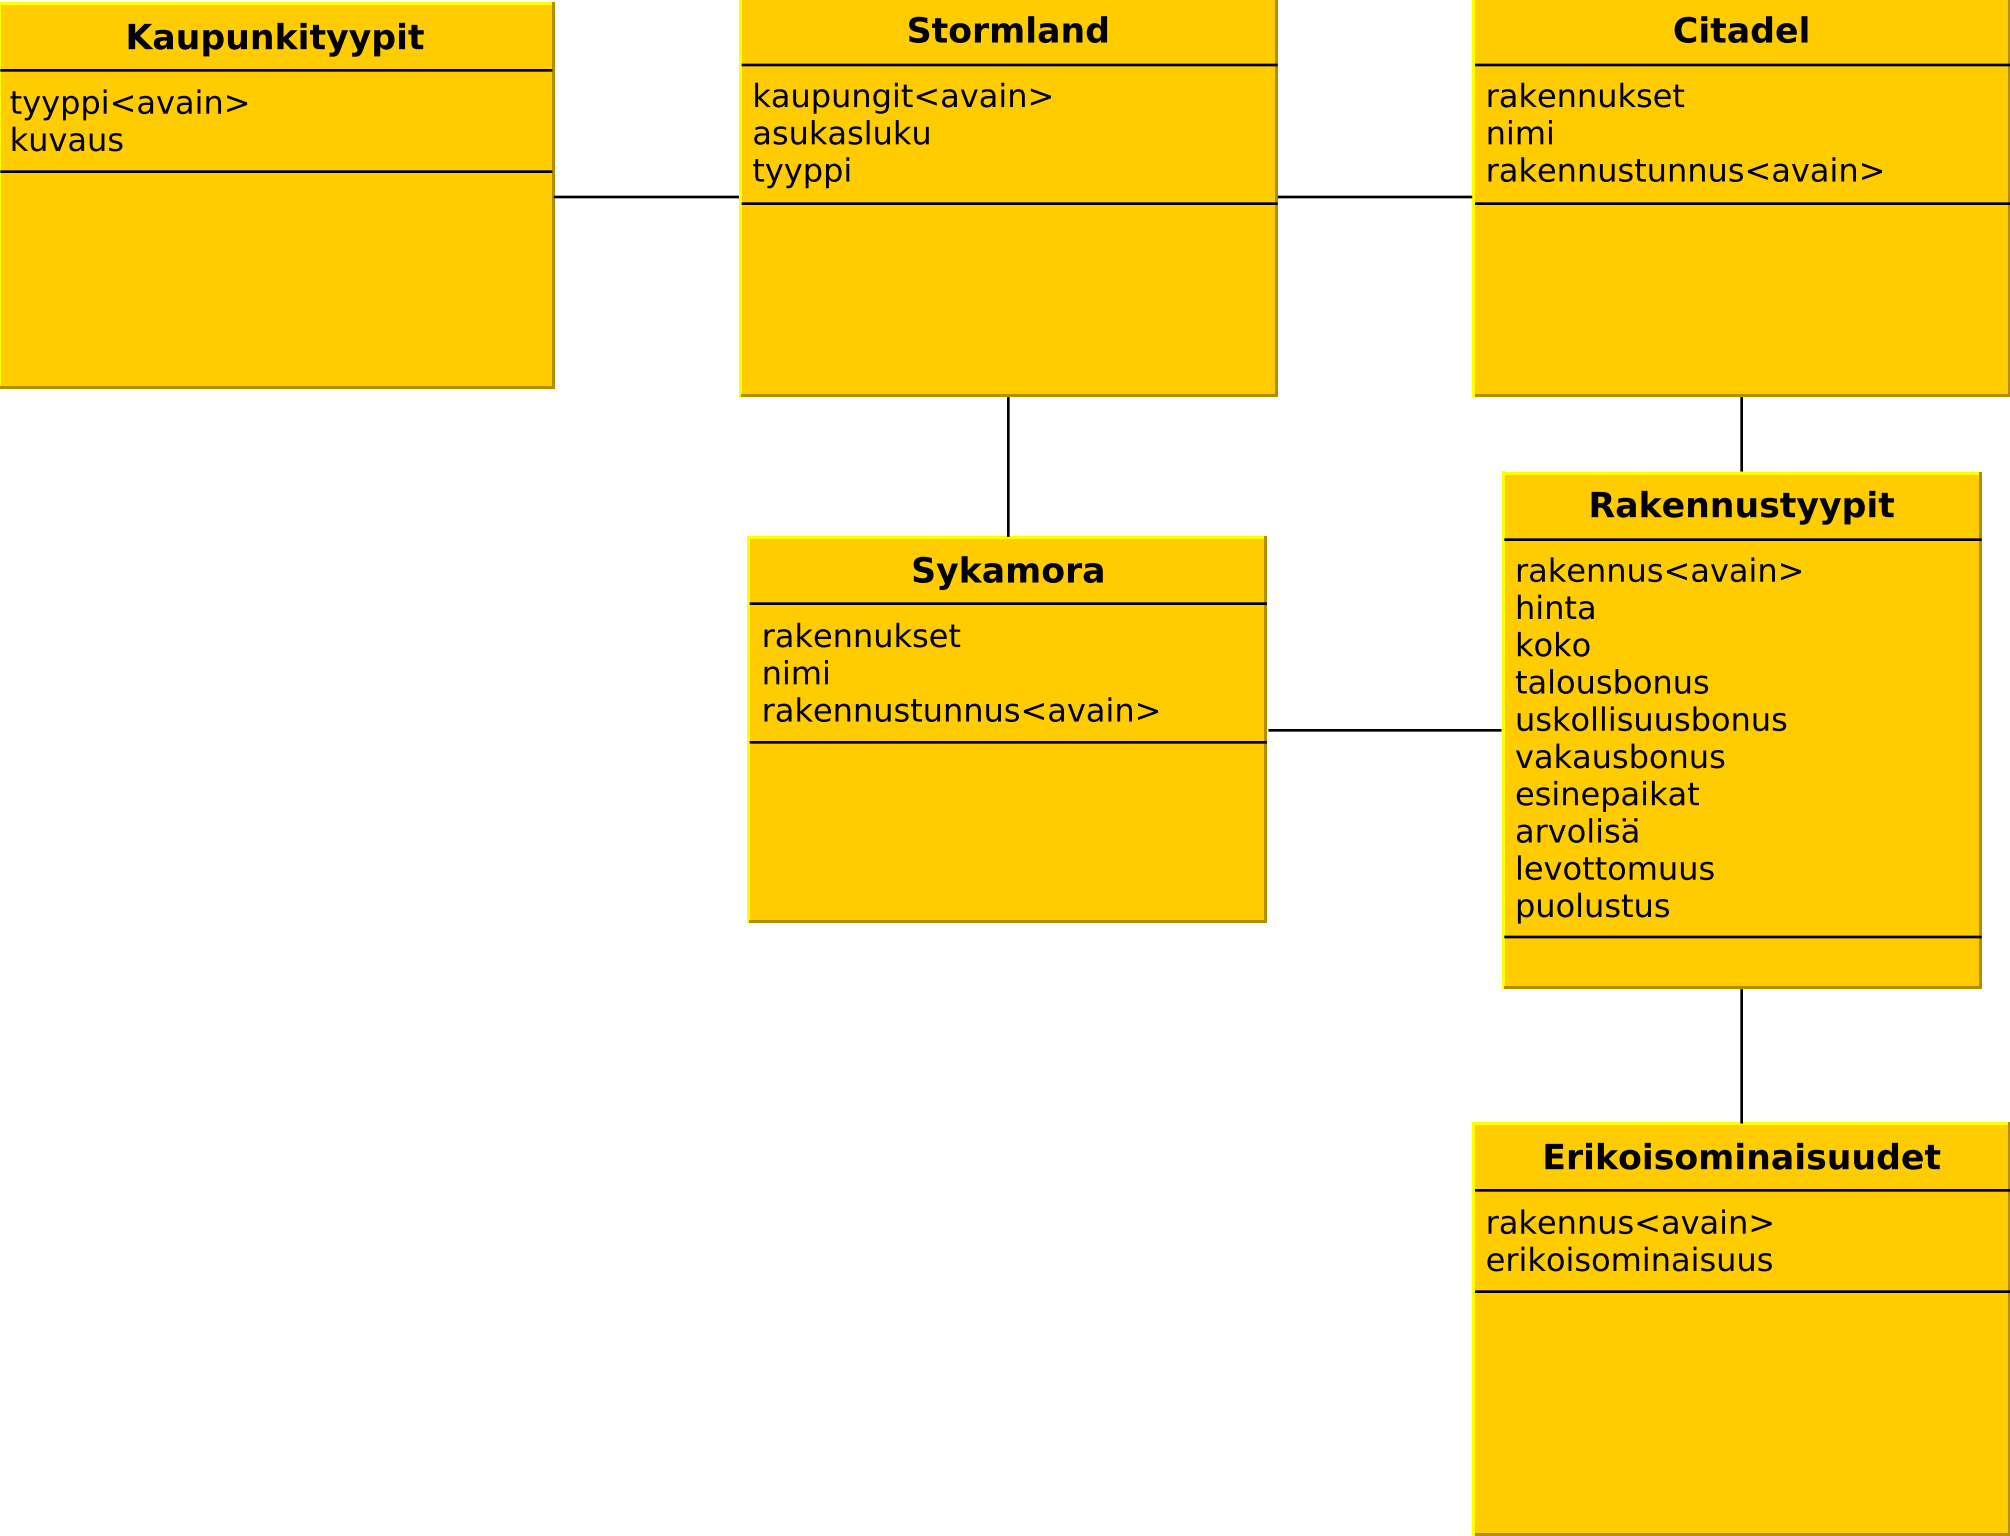 Kaupunkityypit
tyyppi<avain>
kuvaus
Stormland
kaupungit<avain>
asukasluku
tyyppi
Citadel
rakennukset
nimi
rakennustunnus<avain>
Sykamora
rakennukset
nimi
rakennustunnus<avain>
Rakennustyypit
rakennus<avain>
hinta
koko
talousbonus
uskollisuusbonus
vakausbonus
esinepaikat
arvolisä
levottomuus
puolustus
Erikoisominaisuudet
rakennus<avain>
erikoisominaisuus